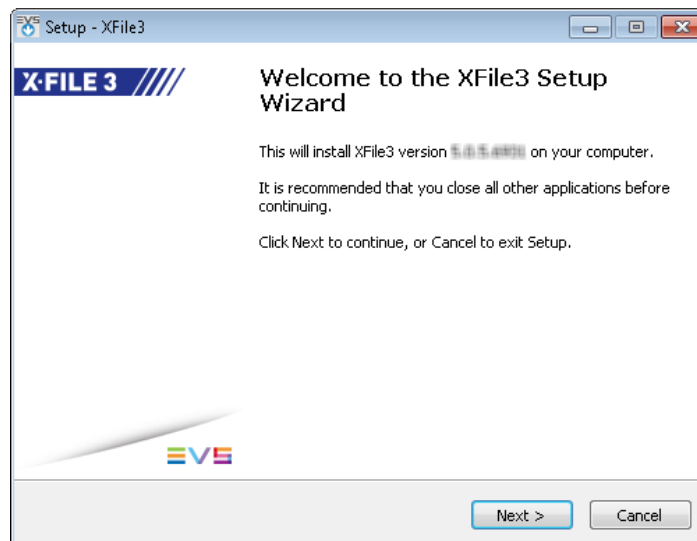 EVS Setup - XFile3
X·FILE 3
Welcome to the XFile3 Setup
Wizard
This will install XFile3 version on your computer.
It is recommended that you close all other applications before
continuing.
Click Next to continue, or Cancel to exit Setup.
EVS
Next >
Cancel